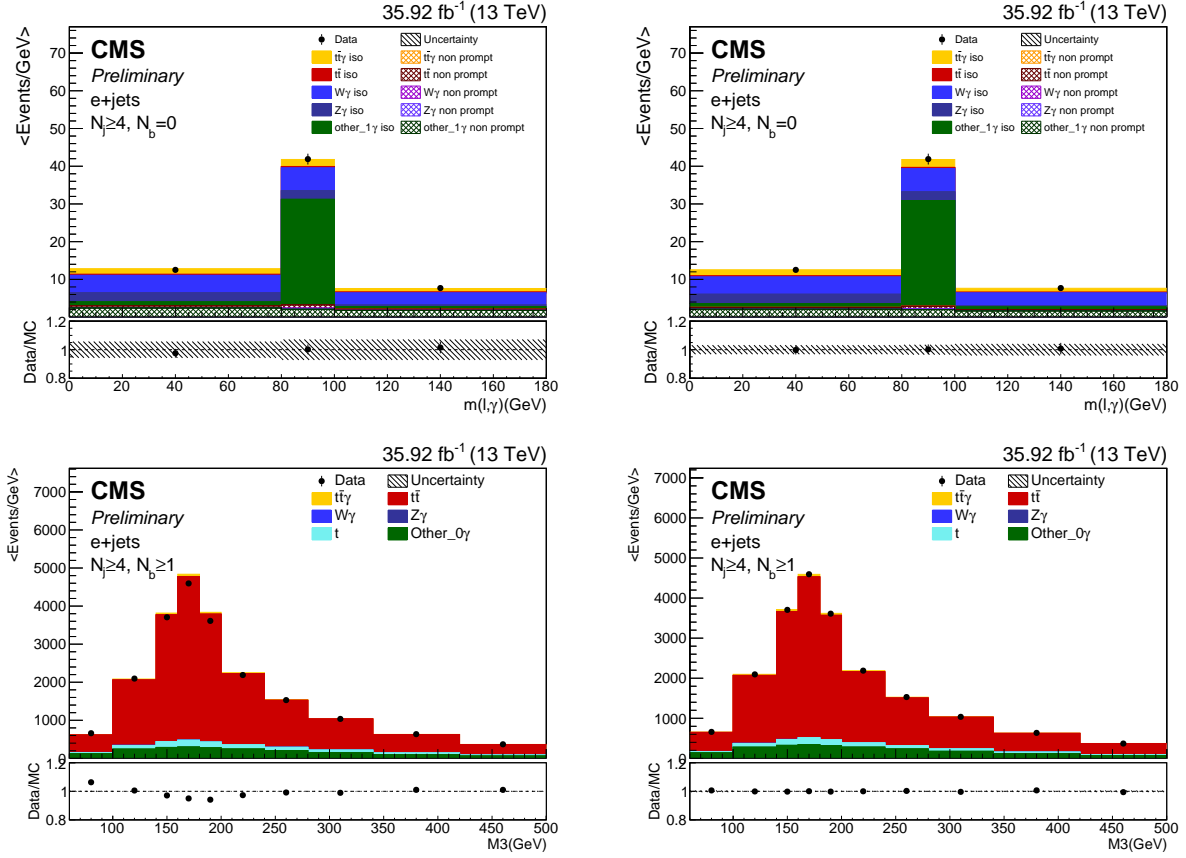 35.92 fb⁻¹ (13 TeV)
<Events/GeV>
70
60
50
40
30
20
10
CMS
Preliminary
e+jets
N_j≥4, N_b=0
Data
Uncertainty
tt̄γ iso
tt̄γ non prompt
tt̄ iso
tt̄ non prompt
Wγ iso
Wγ non prompt
Zγ iso
Zγ non prompt
other_1γ iso
other_1γ non prompt
Data/MC
1.2
1
0.8
0 20 40 60 80 100 120 140 160 180
m(l,γ)(GeV)
35.92 fb⁻¹ (13 TeV)
<Events/GeV>
70
60
50
40
30
20
10
CMS
Preliminary
e+jets
N_j≥4, N_b=0
Data
Uncertainty
tt̄γ iso
tt̄γ non prompt
tt̄ iso
tt̄ non prompt
Wγ iso
Wγ non prompt
Zγ iso
Zγ non prompt
other_1γ iso
other_1γ non prompt
Data/MC
1.2
1
0.8
0 20 40 60 80 100 120 140 160 180
m(l,γ)(GeV)
35.92 fb⁻¹ (13 TeV)
<Events/GeV>
7000
6000
5000
4000
3000
2000
1000
0
CMS
Preliminary
e+jets
N_j≥4, N_b≥1
Data
Uncertainty
tt̄γ
tt̄
Wγ
Zγ
t
Other_0γ
Data/MC
1.2
1
0.8
100 150 200 250 300 350 400 450 500
M3(GeV)
35.92 fb⁻¹ (13 TeV)
<Events/GeV>
7000
6000
5000
4000
3000
2000
1000
0
CMS
Preliminary
e+jets
N_j≥4, N_b≥1
Data
Uncertainty
tt̄γ
tt̄
Wγ
Zγ
t
Other_0γ
Data/MC
1.2
1
0.8
100 150 200 250 300 350 400 450 500
M3(GeV)